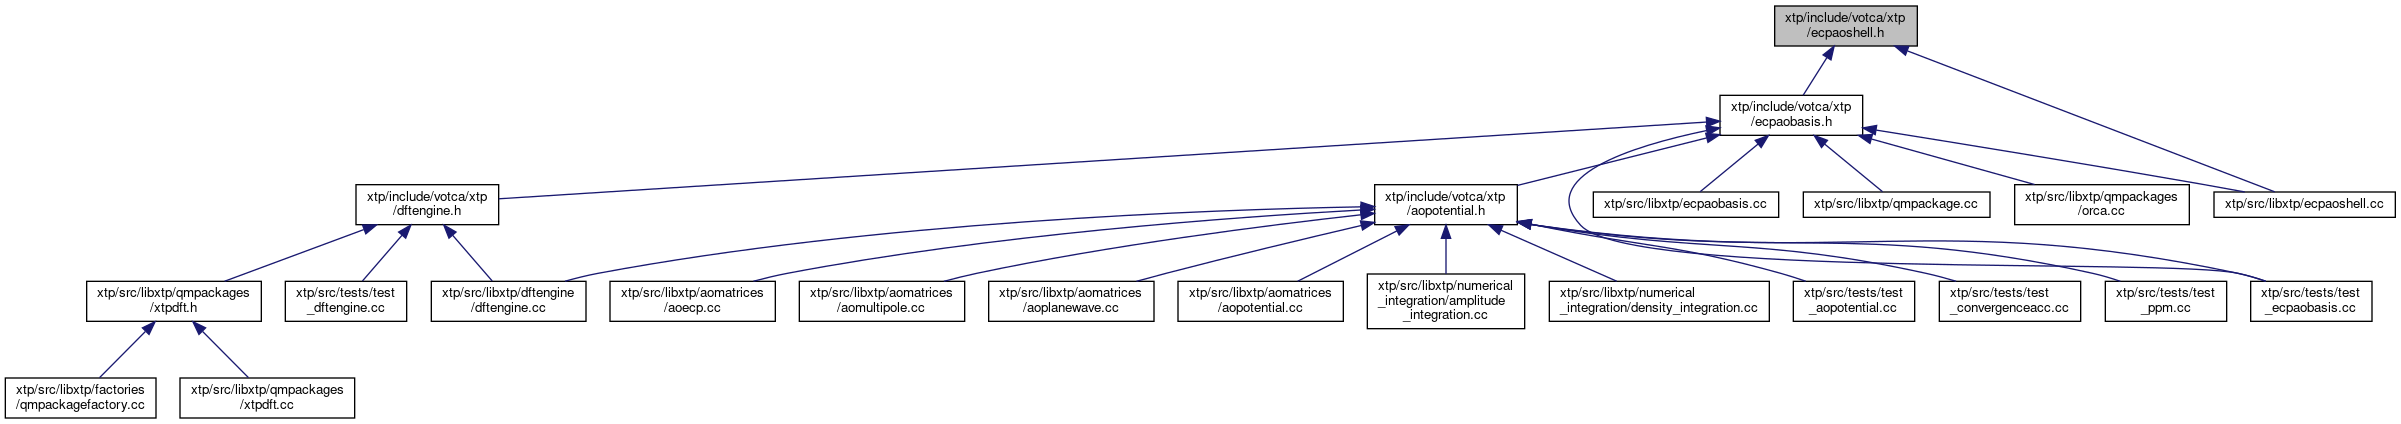 xtp/include/votca/xtp
/ecpaoshell.h
xtp/include/votca/xtp
/ecpaobasis.h
xtp/include/votca/xtp
/dftengine.h
xtp/include/votca/xtp
/aopotential.h
xtp/src/libxtp/ecpaobasis.cc
xtp/src/libxtp/qmpackage.cc
xtp/src/libxtp/qmpackages
/orca.cc
xtp/src/libxtp/ecpaoshell.cc
xtp/src/libxtp/qmpackages
/xtpdft.h
xtp/src/tests/test
_dftengine.cc
xtp/src/libxtp/dftengine
/dftengine.cc
xtp/src/libxtp/aomatrices
/aoecp.cc
xtp/src/libxtp/aomatrices
/aomultipole.cc
xtp/src/libxtp/aomatrices
/aoplanewave.cc
xtp/src/libxtp/aomatrices
/aopotential.cc
xtp/src/libxtp/numerical
_integration/amplitude
_integration.cc
xtp/src/libxtp/numerical
_integration/density_integration.cc
xtp/src/tests/test
_aopotential.cc
xtp/src/tests/test
_convergenceacc.cc
xtp/src/tests/test
_ppm.cc
xtp/src/tests/test
_ecpaobasis.cc
xtp/src/libxtp/factories
/qmpackagefactory.cc
xtp/src/libxtp/qmpackages
/xtpdft.cc